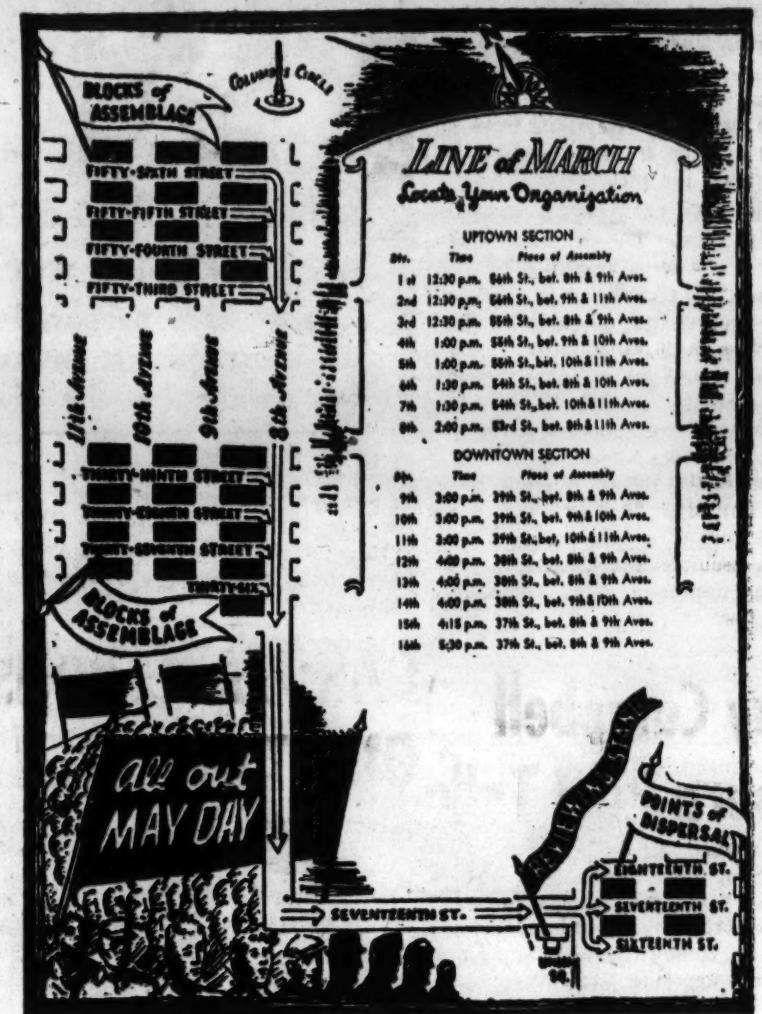 BLOCKS of
ASSEMBLAGE
COLUMBUS CIRCLE
FIFTY-SIXTH STREET
FIFTY-FIFTH STREET
FIFTY-FOURTH STREET
FIFTY-THIRD STREET
11th AVENUE
10th AVENUE
9th AVENUE
8th AVENUE
THIRTY-NINTH STREET
THIRTY-EIGHTH STREET
THIRTY-SEVENTH STREET
THIRTY-SIX
BLOCKS of
ASSEMBLAGE
LINE of MARCH
Locate Your Organization
UPTOWN SECTION
Div. Time Place of Assembly
1st 12:30 p.m. 56th St., bet. 8th & 9th Aves.
2nd 12:30 p.m. 56th St., bet. 9th & 11th Aves.
3rd 12:30 p.m. 55th St., bet. 8th & 9th Aves.
4th 1:00 p.m. 55th St., bet. 9th & 10th Aves.
5th 1:00 p.m. 55th St., bet. 10th & 11th Aves.
6th 1:30 p.m. 54th St., bet. 8th & 10th Aves.
7th 1:30 p.m. 54th St., bet. 10th & 11th Aves.
8th 2:00 p.m. 53rd St., bet. 8th & 11th Aves.
DOWNTOWN SECTION
Div. Time Place of Assembly
9th 3:00 p.m. 39th St., bet. 8th & 9th Aves.
10th 3:00 p.m. 39th St., bet. 9th & 10th Aves.
11th 3:00 p.m. 39th St., bet, 10th & 11th Aves.
12th 4:00 p.m. 38th St., bet. 8th & 9th Aves.
13th 4:00 p.m. 38th St., bet. 8th & 9th Aves.
14th 4:00 p.m. 38th St., bet. 9th & 10th Aves.
15th 4:15 p.m. 37th St., bet. 8th & 9th Aves.
16th 5:30 p.m. 37th St., bet. 8th & 9th Aves.
all out
MAY DAY
REVIEWING STAND
POINTS of
DISPERSAL
EIGHTEENTH ST.
SEVENTEENTH ST.
SIXTEENTH ST.
SEVENTEENTH ST.
SQ.